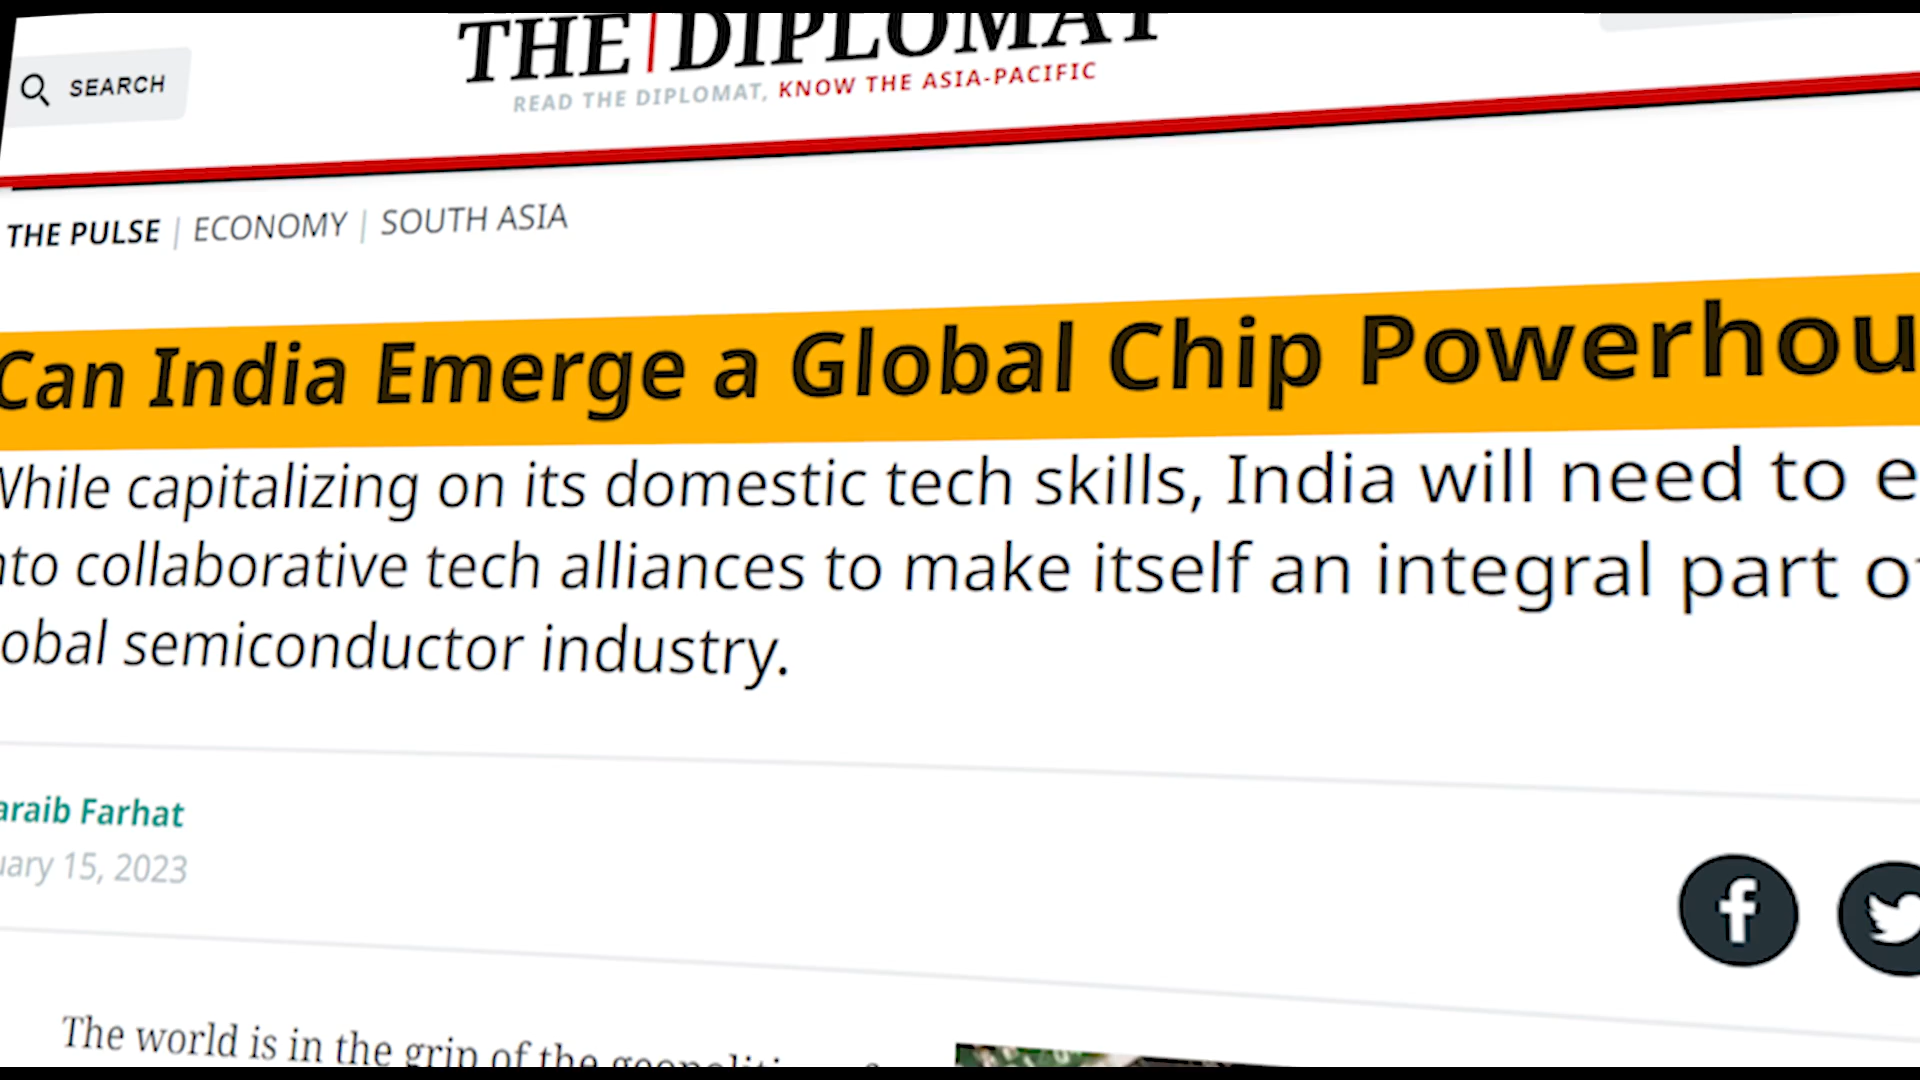 SEARCH
THE DIPLOMAT
READ THE DIPLOMAT, KNOW THE ASIA-PACIFIC
THE PULSE | ECONOMY | SOUTH ASIA
Can India Emerge a Global Chip Powerhou
While capitalizing on its domestic tech skills, India will need to e
nto collaborative tech alliances to make itself an integral part of
obal semiconductor industry.
araib Farhat
uary 15, 2023
The world is in the grip of the